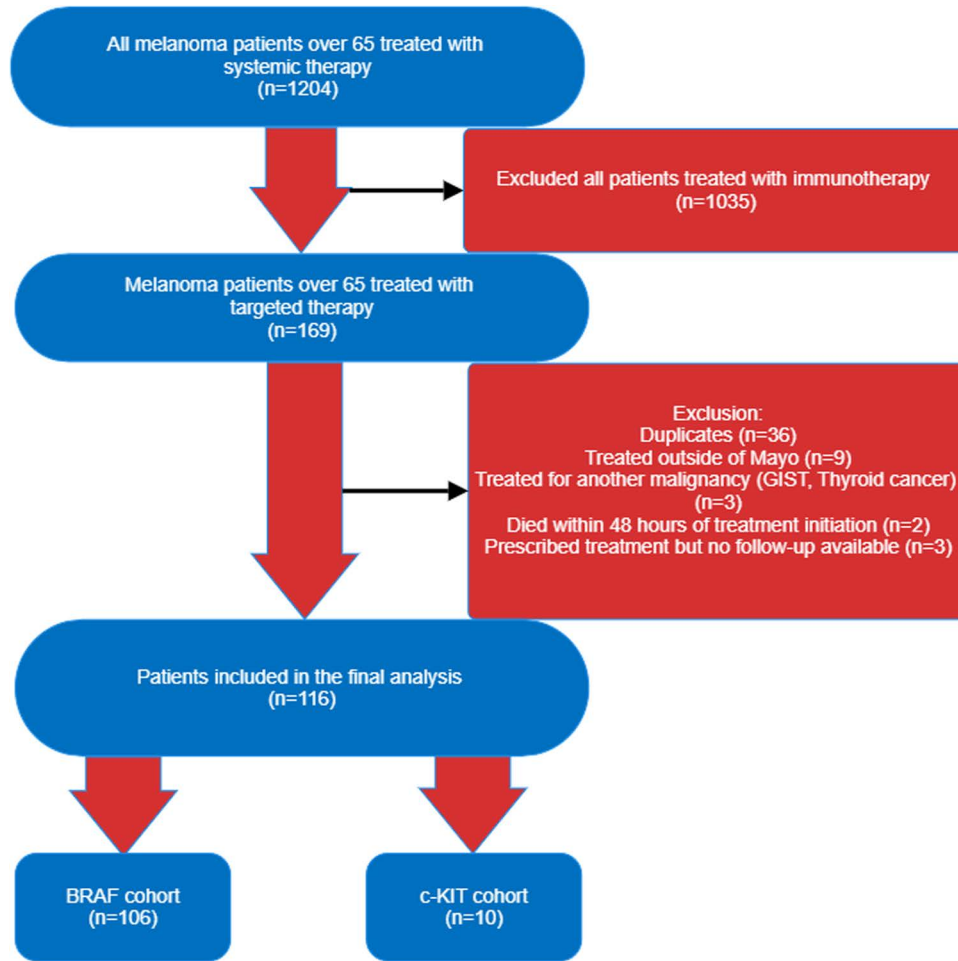 All melanoma patients over 65 treated with
systemic therapy
(n=1204)
Excluded all patients treated with immunotherapy
(n=1035)
Melanoma patients over 65 treated with
targeted therapy
(n=169)
Exclusion:
Duplicates (n=36)
Treated outside of Mayo (n=9)
Treated for another malignancy (GIST, Thyroid cancer)
(n=3)
Died within 48 hours of treatment initiation (n=2)
Prescribed treatment but no follow-up available (n=3)
Patients included in the final analysis
(n=116)
BRAF cohort
(n=106)
c-KIT cohort
(n=10)